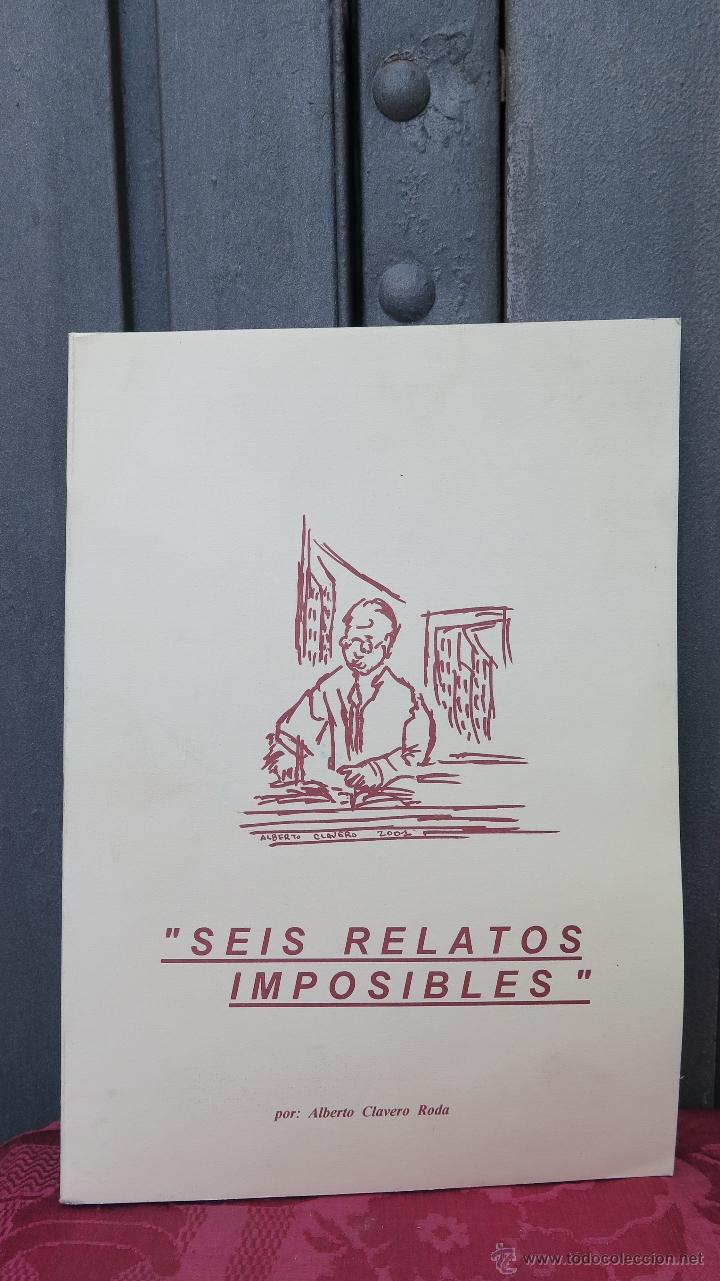 ALBERTO CLAVERO 2001
"SEIS RELATOS
IMPOSIBLES"
por: Alberto Clavero Roda
www.todocoleccion.net